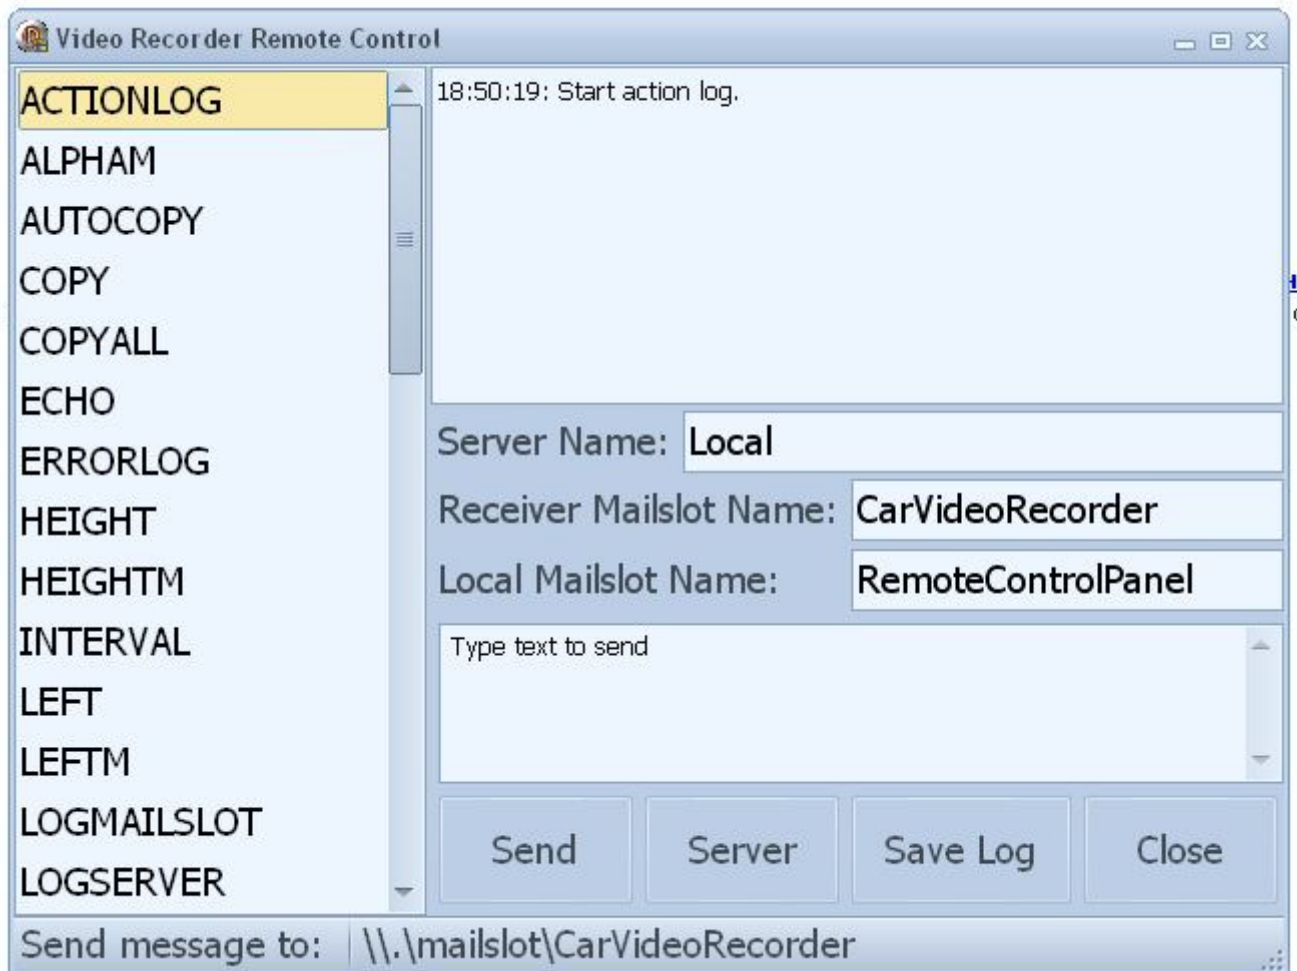 Video Recorder Remote Control
ACTIONLOG
ALPHAM
AUTOCOPY
COPY
COPYALL
ECHO
ERRORLOG
HEIGHT
HEIGHTM
INTERVAL
LEFT
LEFTM
LOGMAILSLOT
LOGSERVER
18:50:19: Start action log.
Server Name: Local
Receiver Mailslot Name: CarVideoRecorder
Local Mailslot Name: RemoteControlPanel
Type text to send
Send Server Save Log Close
Send message to: \\.\mailslot\CarVideoRecorder